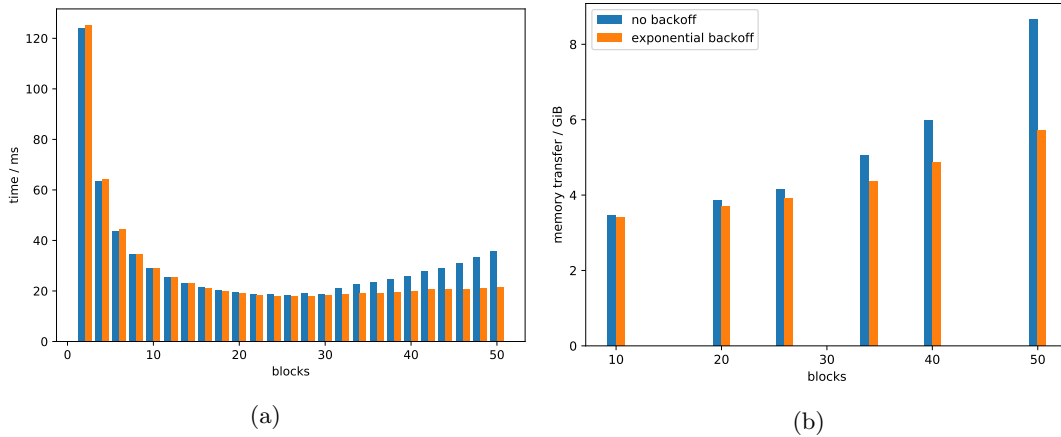 120
100
80
60
40
20
0
time / ms
0 10 20 30 40 50
blocks
(a)
no backoff
exponential backoff
8
6
4
2
0
memory transfer / GiB
10 20 30 40 50
blocks
(b)